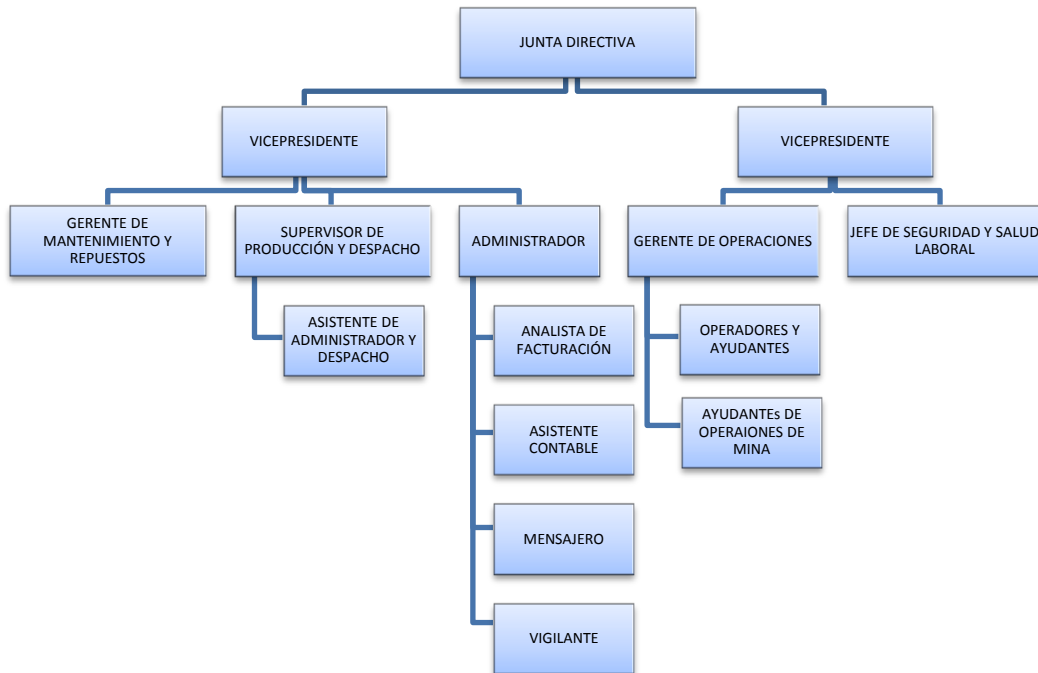 JUNTA DIRECTIVA
VICEPRESIDENTE
VICEPRESIDENTE
GERENTE DE
MANTENIMIENTO Y
REPUESTOS
SUPERVISOR DE
PRODUCCIÓN Y DESPACHO
ADMINISTRADOR
GERENTE DE OPERACIONES
JEFE DE SEGURIDAD Y SALUD
LABORAL
ASISTENTE DE
ADMINISTRADOR Y
DESPACHO
ANALISTA DE
FACTURACIÓN
OPERADORES Y
AYUDANTES
ASISTENTE
CONTABLE
AYUDANTEs DE
OPERAIONES DE
MINA
MENSAJERO
VIGILANTE